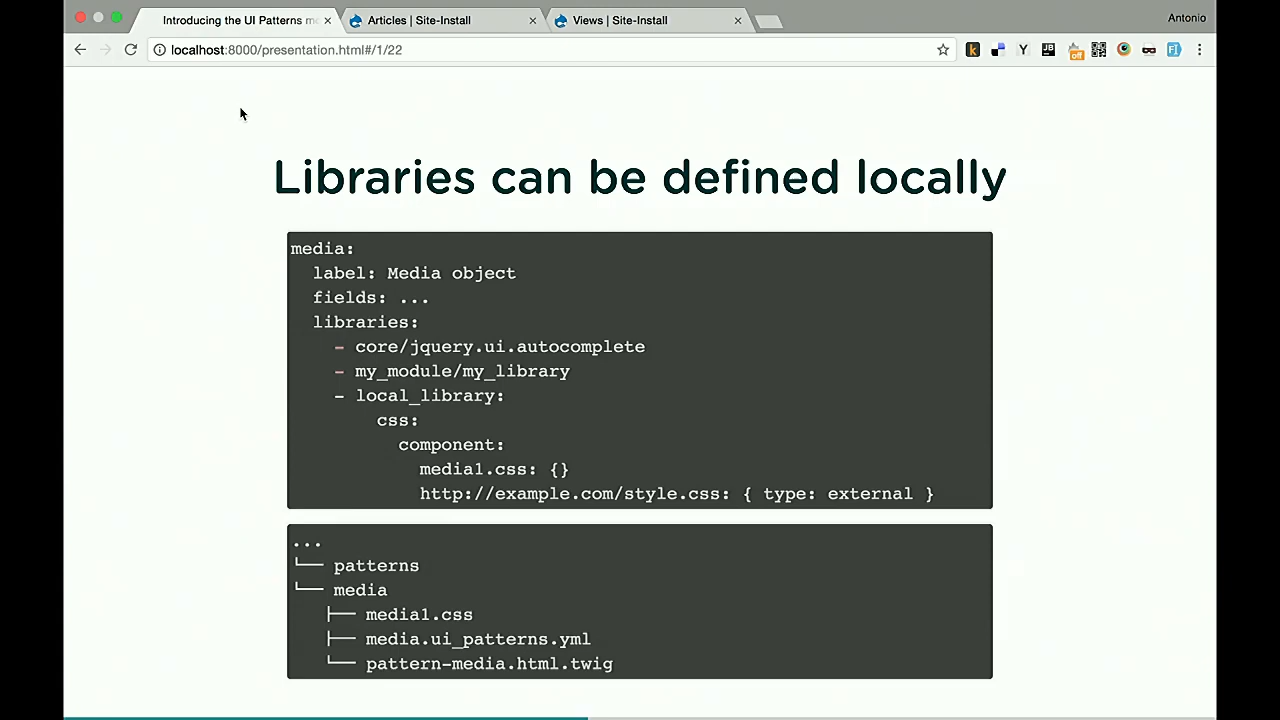 Introducing the UI Patterns mo
Articles | Site-Install
Views | Site-Install
Antonio
localhost:8000/presentation.html#/1/22
Libraries can be defined locally
media:
  label: Media object
  fields: ...
  libraries:
    - core/jquery.ui.autocomplete
    - my_module/my_library
    - local_library:
        css:
          component:
            media1.css: {}
            http://example.com/style.css: { type: external }
...
└── patterns
└── media
    ├── media1.css
    ├── media.ui_patterns.yml
    └── pattern-media.html.twig